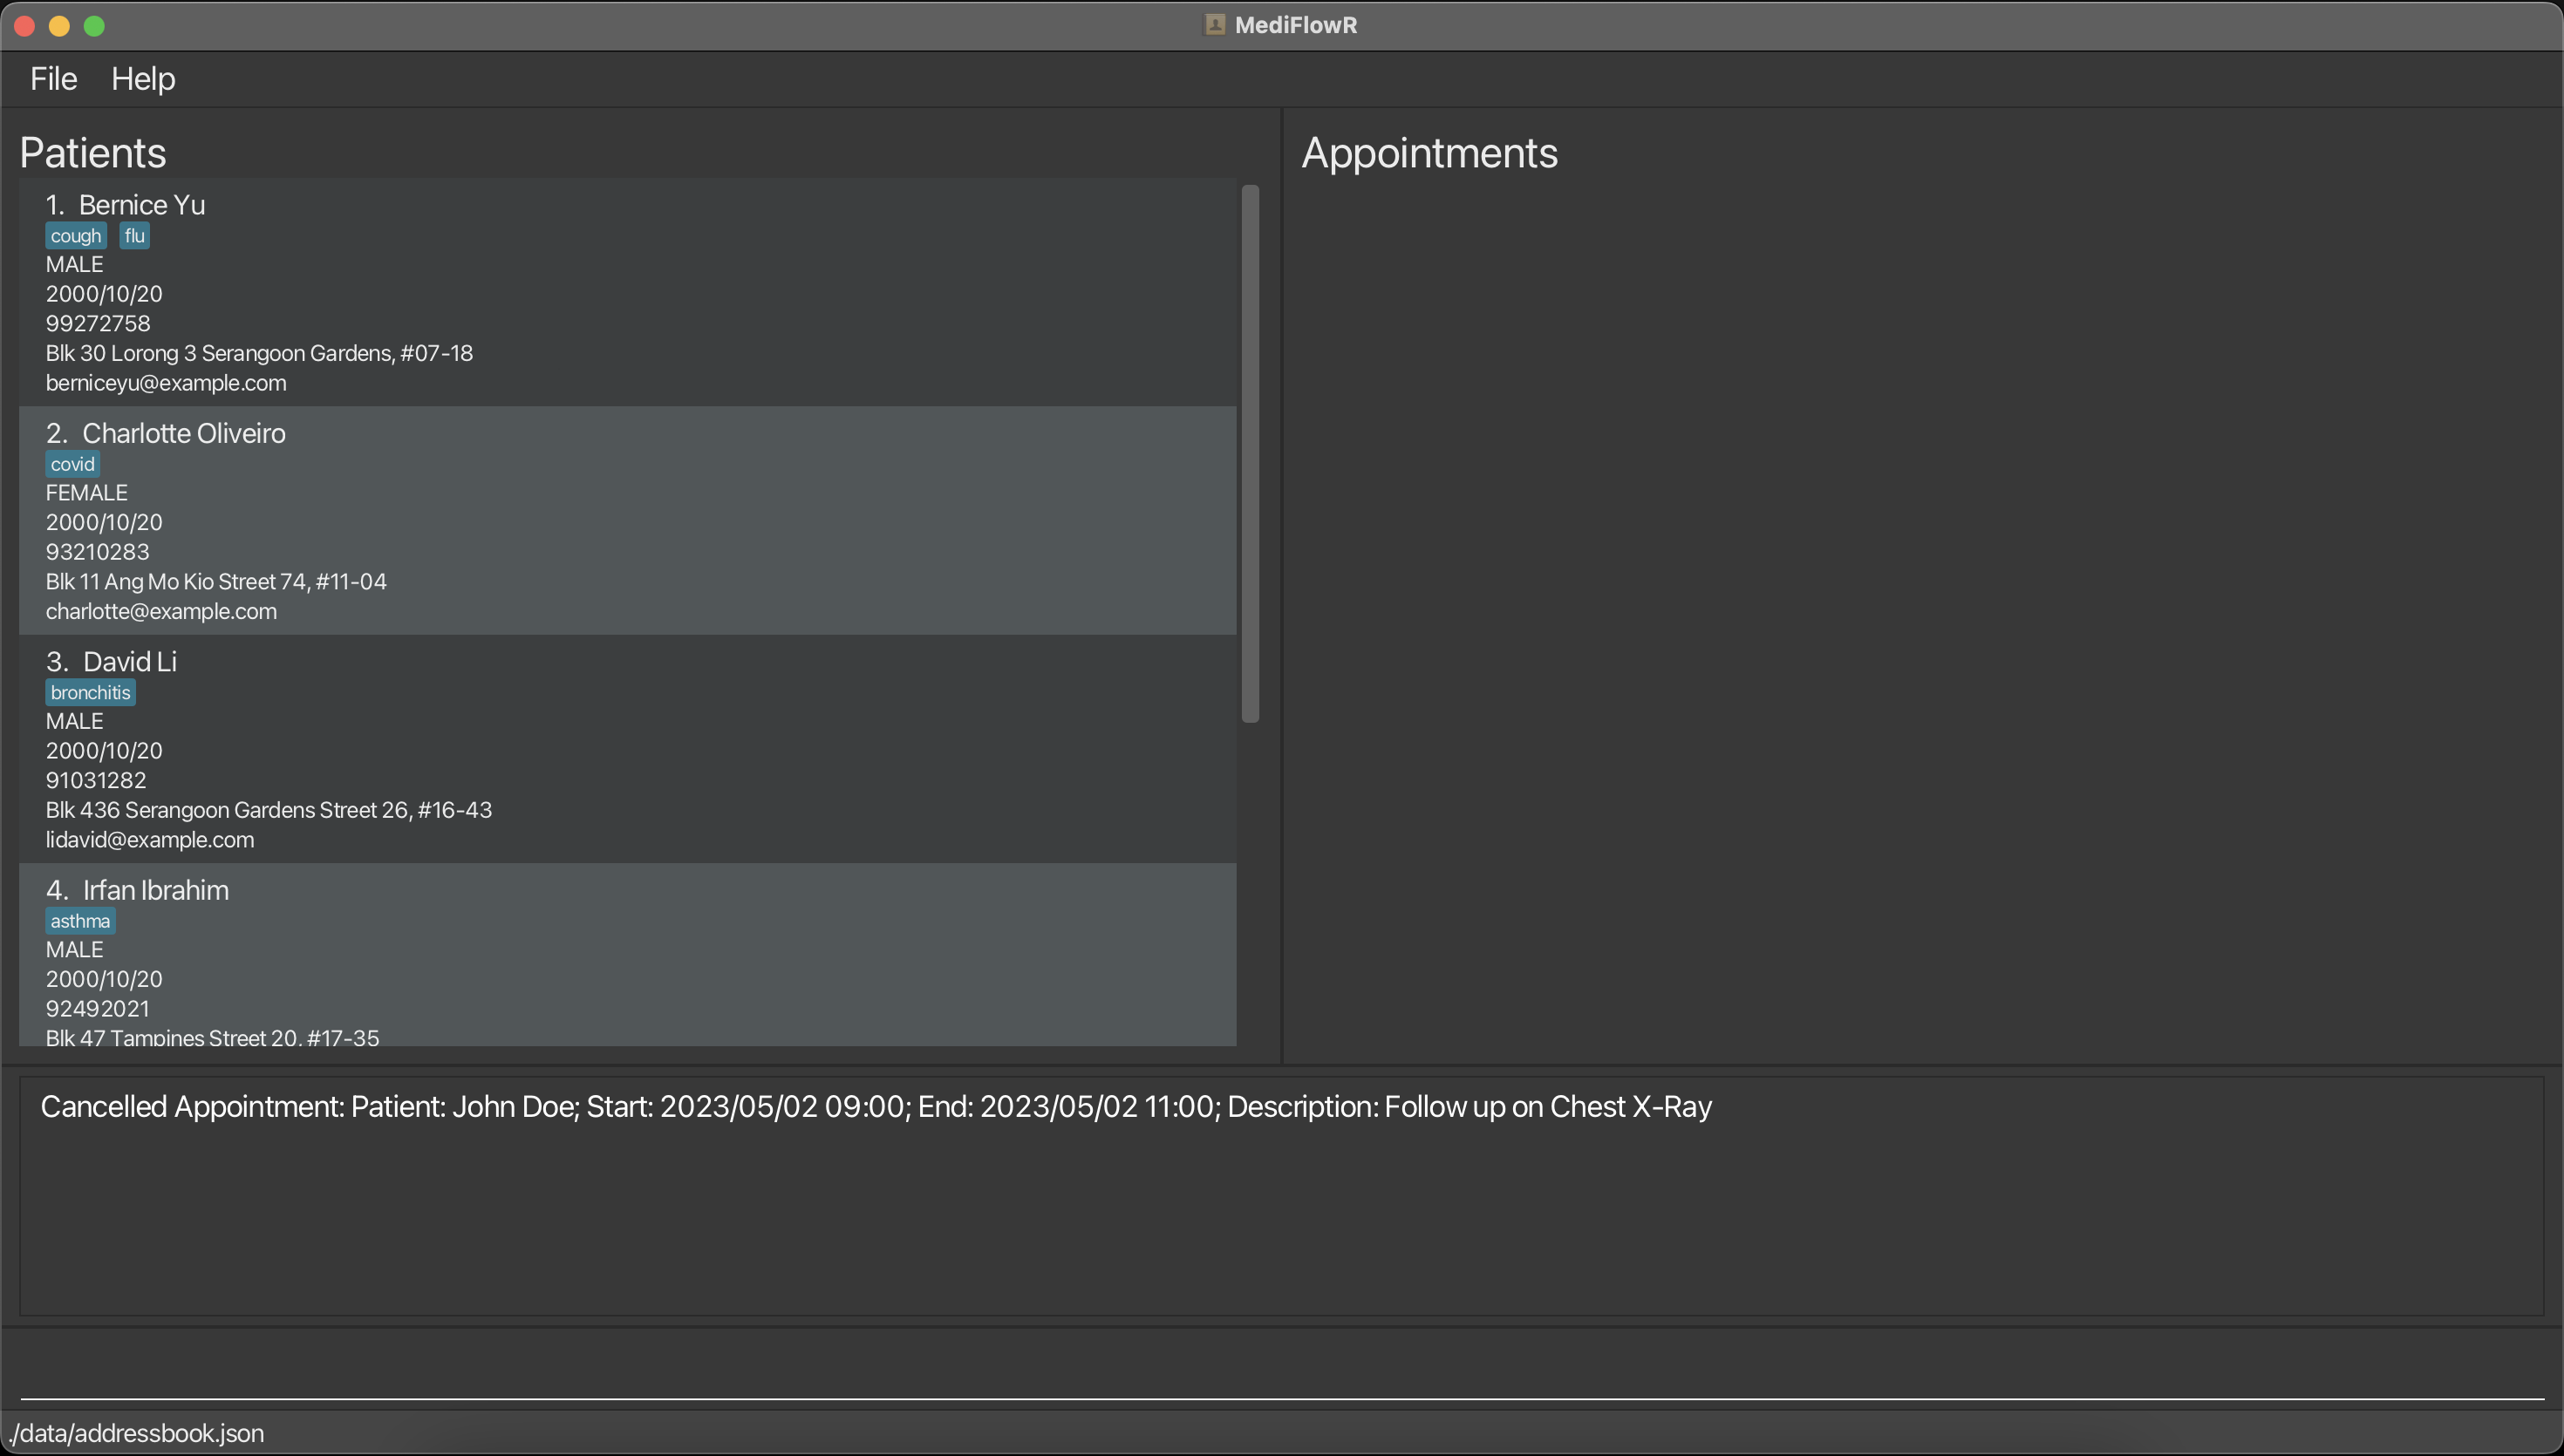 MediFlowR
File Help
Patients
1. Bernice Yu
cough flu
MALE
2000/10/20
99272758
Blk 30 Lorong 3 Serangoon Gardens, #07-18
berniceyu@example.com
2. Charlotte Oliveiro
covid
FEMALE
2000/10/20
93210283
Blk 11 Ang Mo Kio Street 74, #11-04
charlotte@example.com
3. David Li
bronchitis
MALE
2000/10/20
91031282
Blk 436 Serangoon Gardens Street 26, #16-43
lidavid@example.com
4. Irfan Ibrahim
asthma
MALE
2000/10/20
92492021
Blk 47 Tampines Street 20, #17-35
Appointments
Cancelled Appointment: Patient: John Doe; Start: 2023/05/02 09:00; End: 2023/05/02 11:00; Description: Follow up on Chest X-Ray
./data/addressbook.json